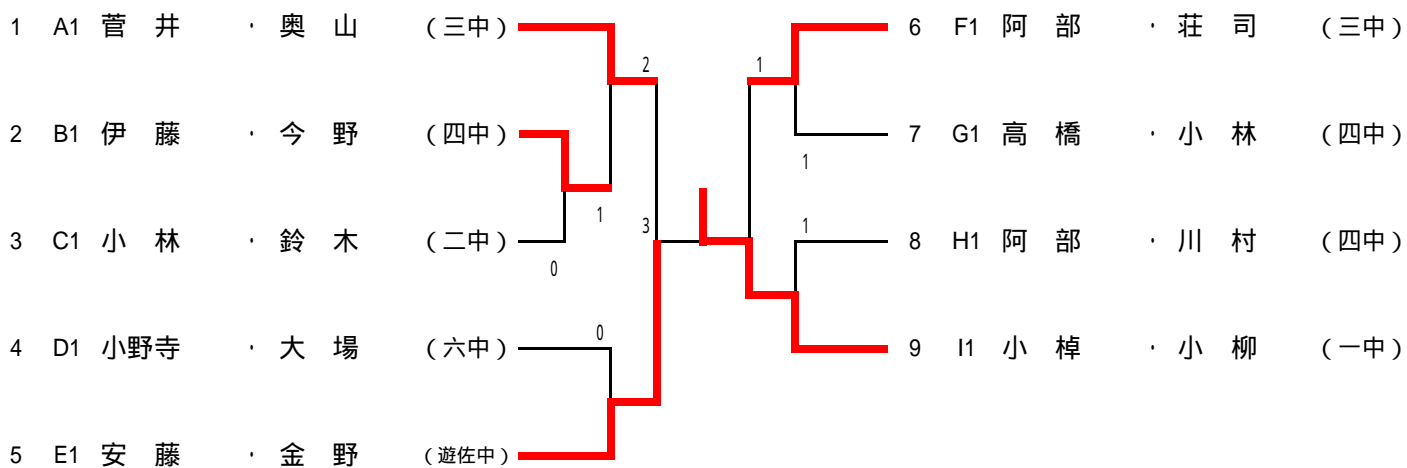 1 A1 菅 井 ・ 奥 山 (三中)
2 B1 伊 藤 ・ 今 野 (四中)
3 C1 小 林 ・ 鈴 木 (二中)
4 D1 小野寺 ・ 大 場 (六中)
5 E1 安 藤 ・ 金 野 (遊佐中)
2
1
0
3
0
1
1
1
6 F1 阿 部 ・ 荘 司 (三中)
7 G1 高 橋 ・ 小 林 (四中)
8 H1 阿 部 ・ 川 村 (四中)
9 I1 小 棹 ・ 小 柳 (一中)